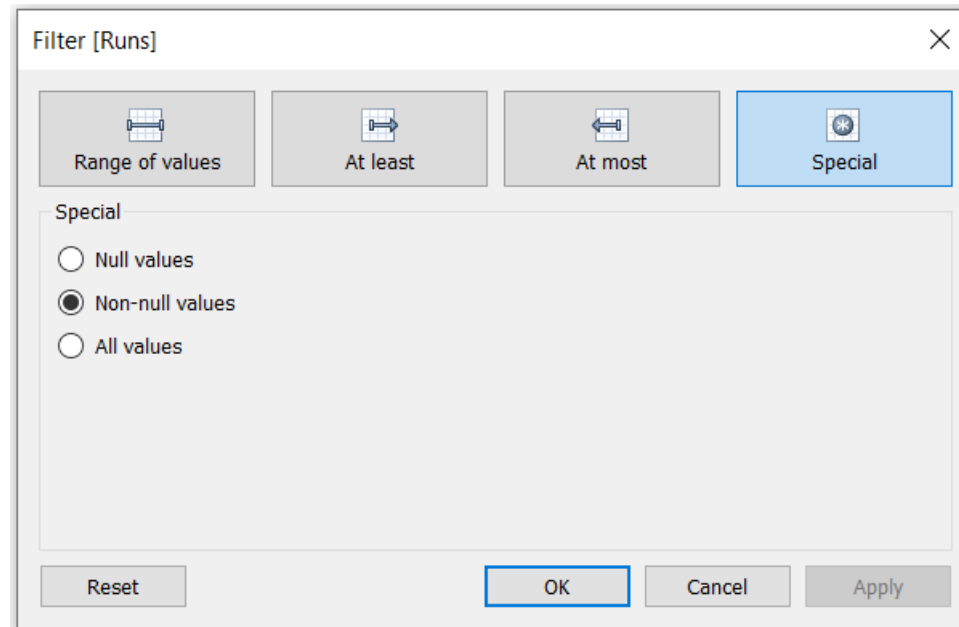 Filter [Runs]
Range of values
At least
At most
Special
Special
Null values
Non-null values
All values
Reset
OK
Cancel
Apply